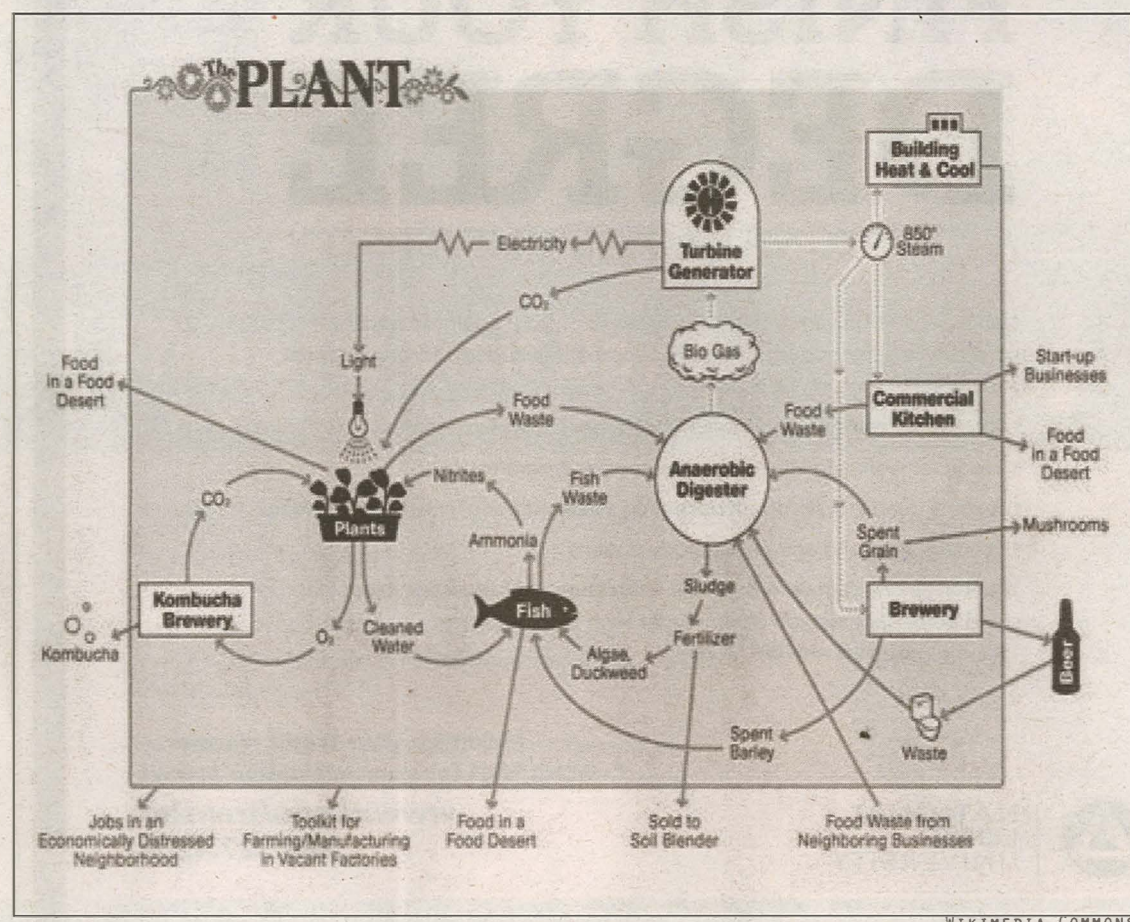 The PLANT
Building
Heat & Cool
850°
Steam
Electricity
Turbine
Generator
CO₂
Bio Gas
Light
Food
in a Food
Desert
Start-up
Businesses
Commercial
Kitchen
Food
Waste
Food
Waste
Food
in a Food
Desert
Anaerobic
Digester
Nitrites
Fish
Waste
CO₂
Plants
Mushrooms
Spent
Grain
Ammonia
Sludge
Kombucha
Brewery
Fish
Brewery
O₂
Cleaned
Water
Fertilizer
Algae,
Duckweed
Kombucha
Beer
Spent
Barley
Waste
Jobs in an
Economically Distressed
Neighborhood
Toolkit for
Farming/Manufacturing
in Vacant Factories
Food in a
Food Desert
Sold to
Soil Blender
Food Waste from
Neighboring Businesses
WIKIMEDIA COMMONS